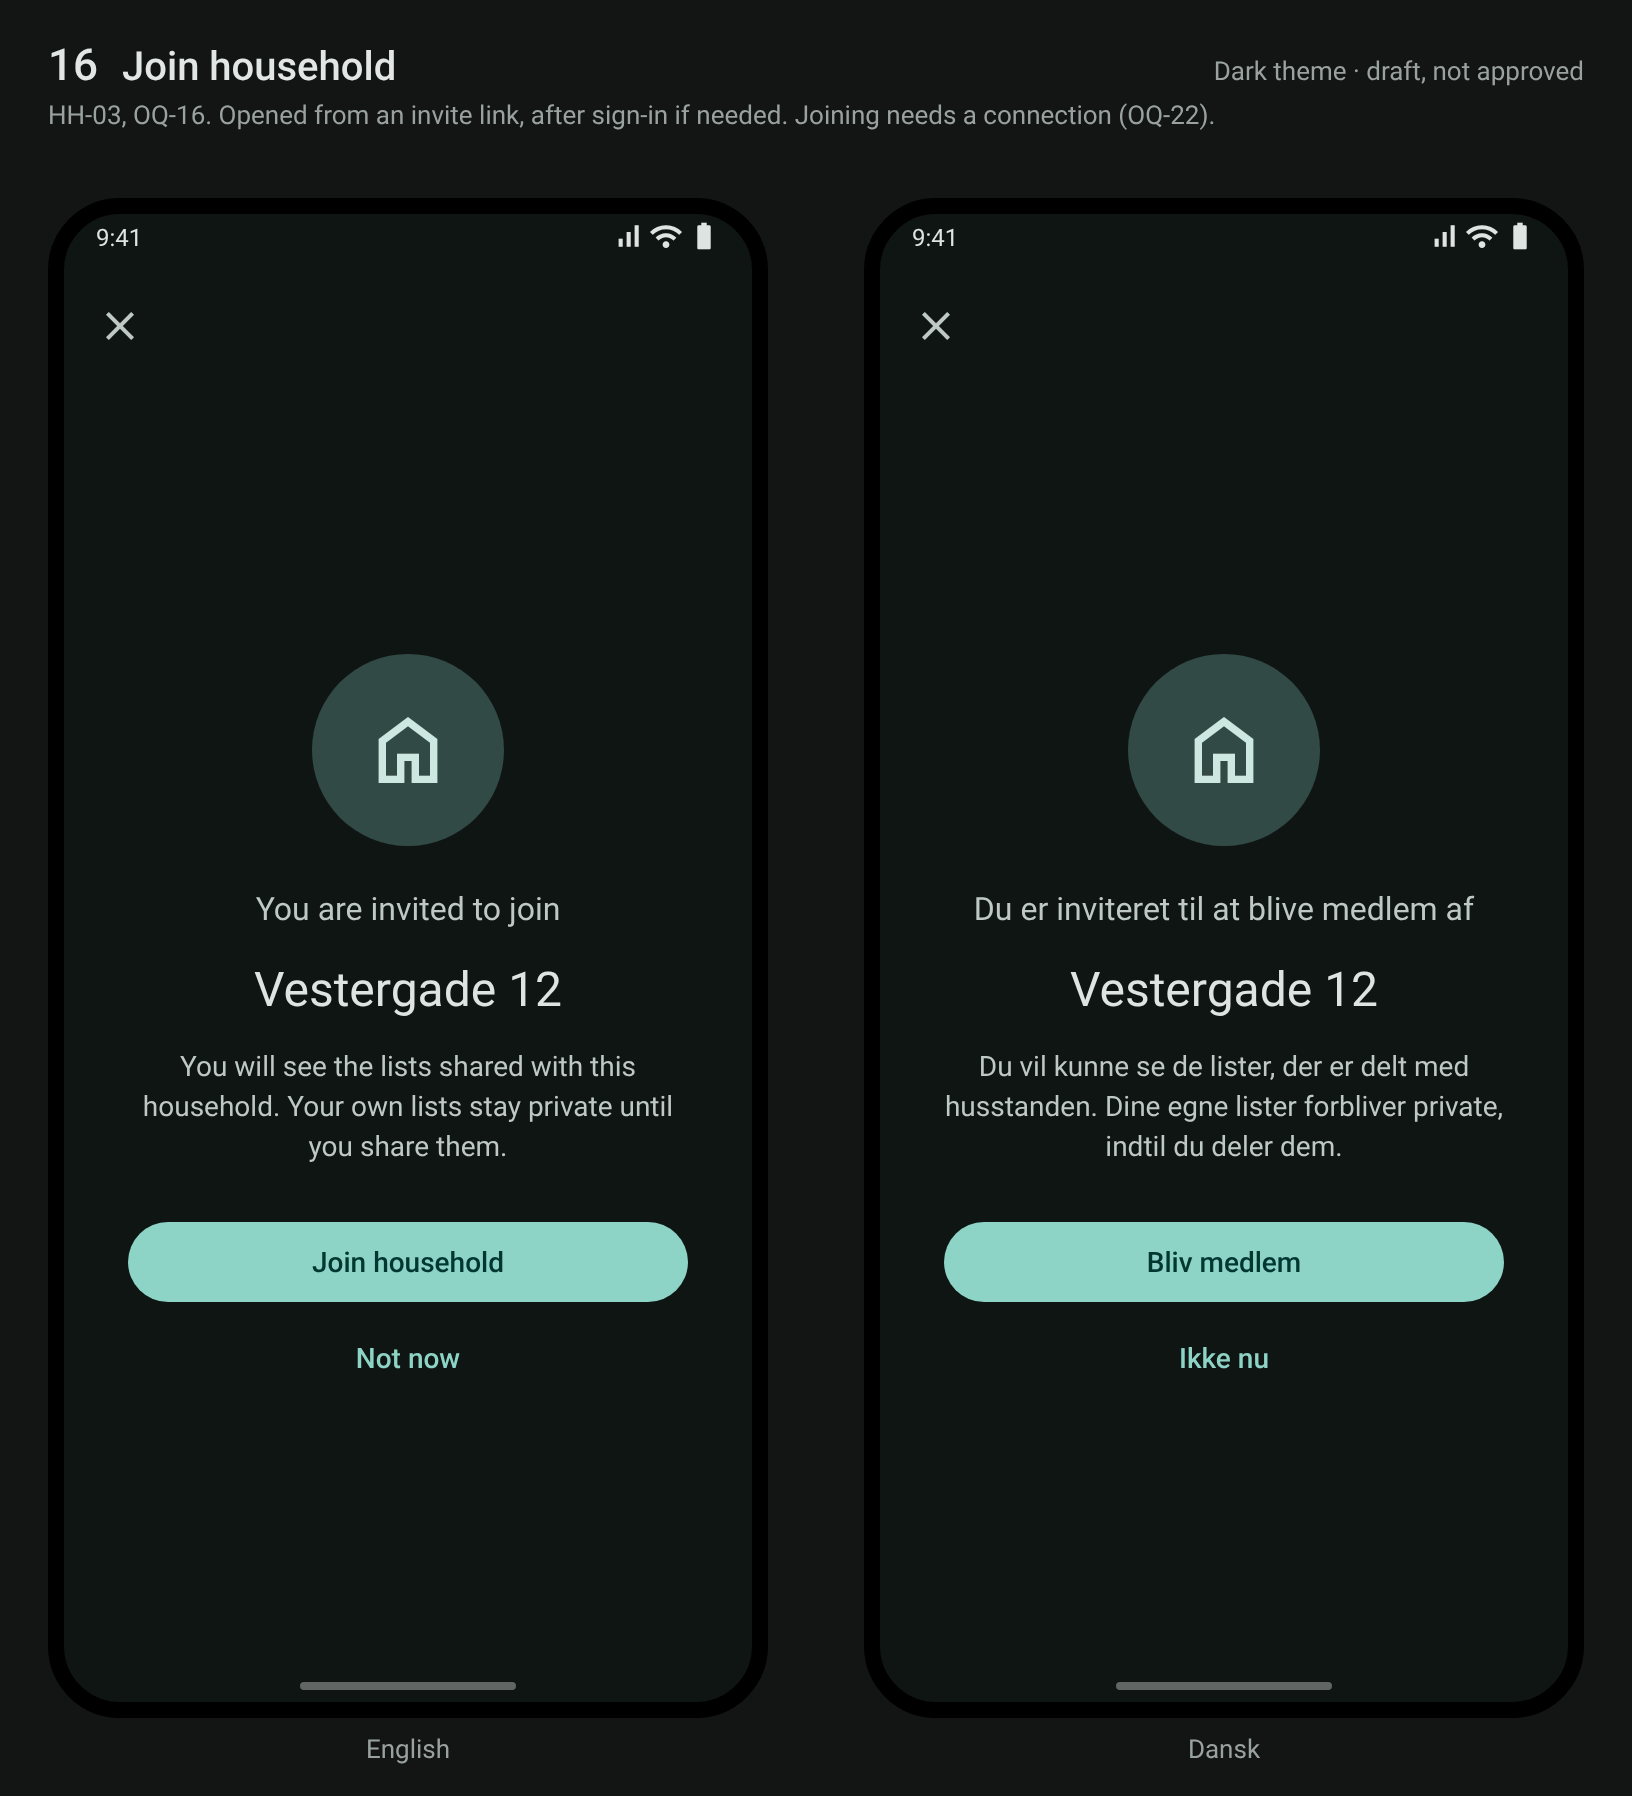 16 Join household
Dark theme · draft, not approved
HH-03, OQ-16. Opened from an invite link, after sign-in if needed. Joining needs a connection (OQ-22).
9:41
You are invited to join
Vestergade 12
You will see the lists shared with this
household. Your own lists stay private until
you share them.
Join household
Not now
English
9:41
Du er inviteret til at blive medlem af
Vestergade 12
Du vil kunne se de lister, der er delt med
husstanden. Dine egne lister forbliver private,
indtil du deler dem.
Bliv medlem
Ikke nu
Dansk